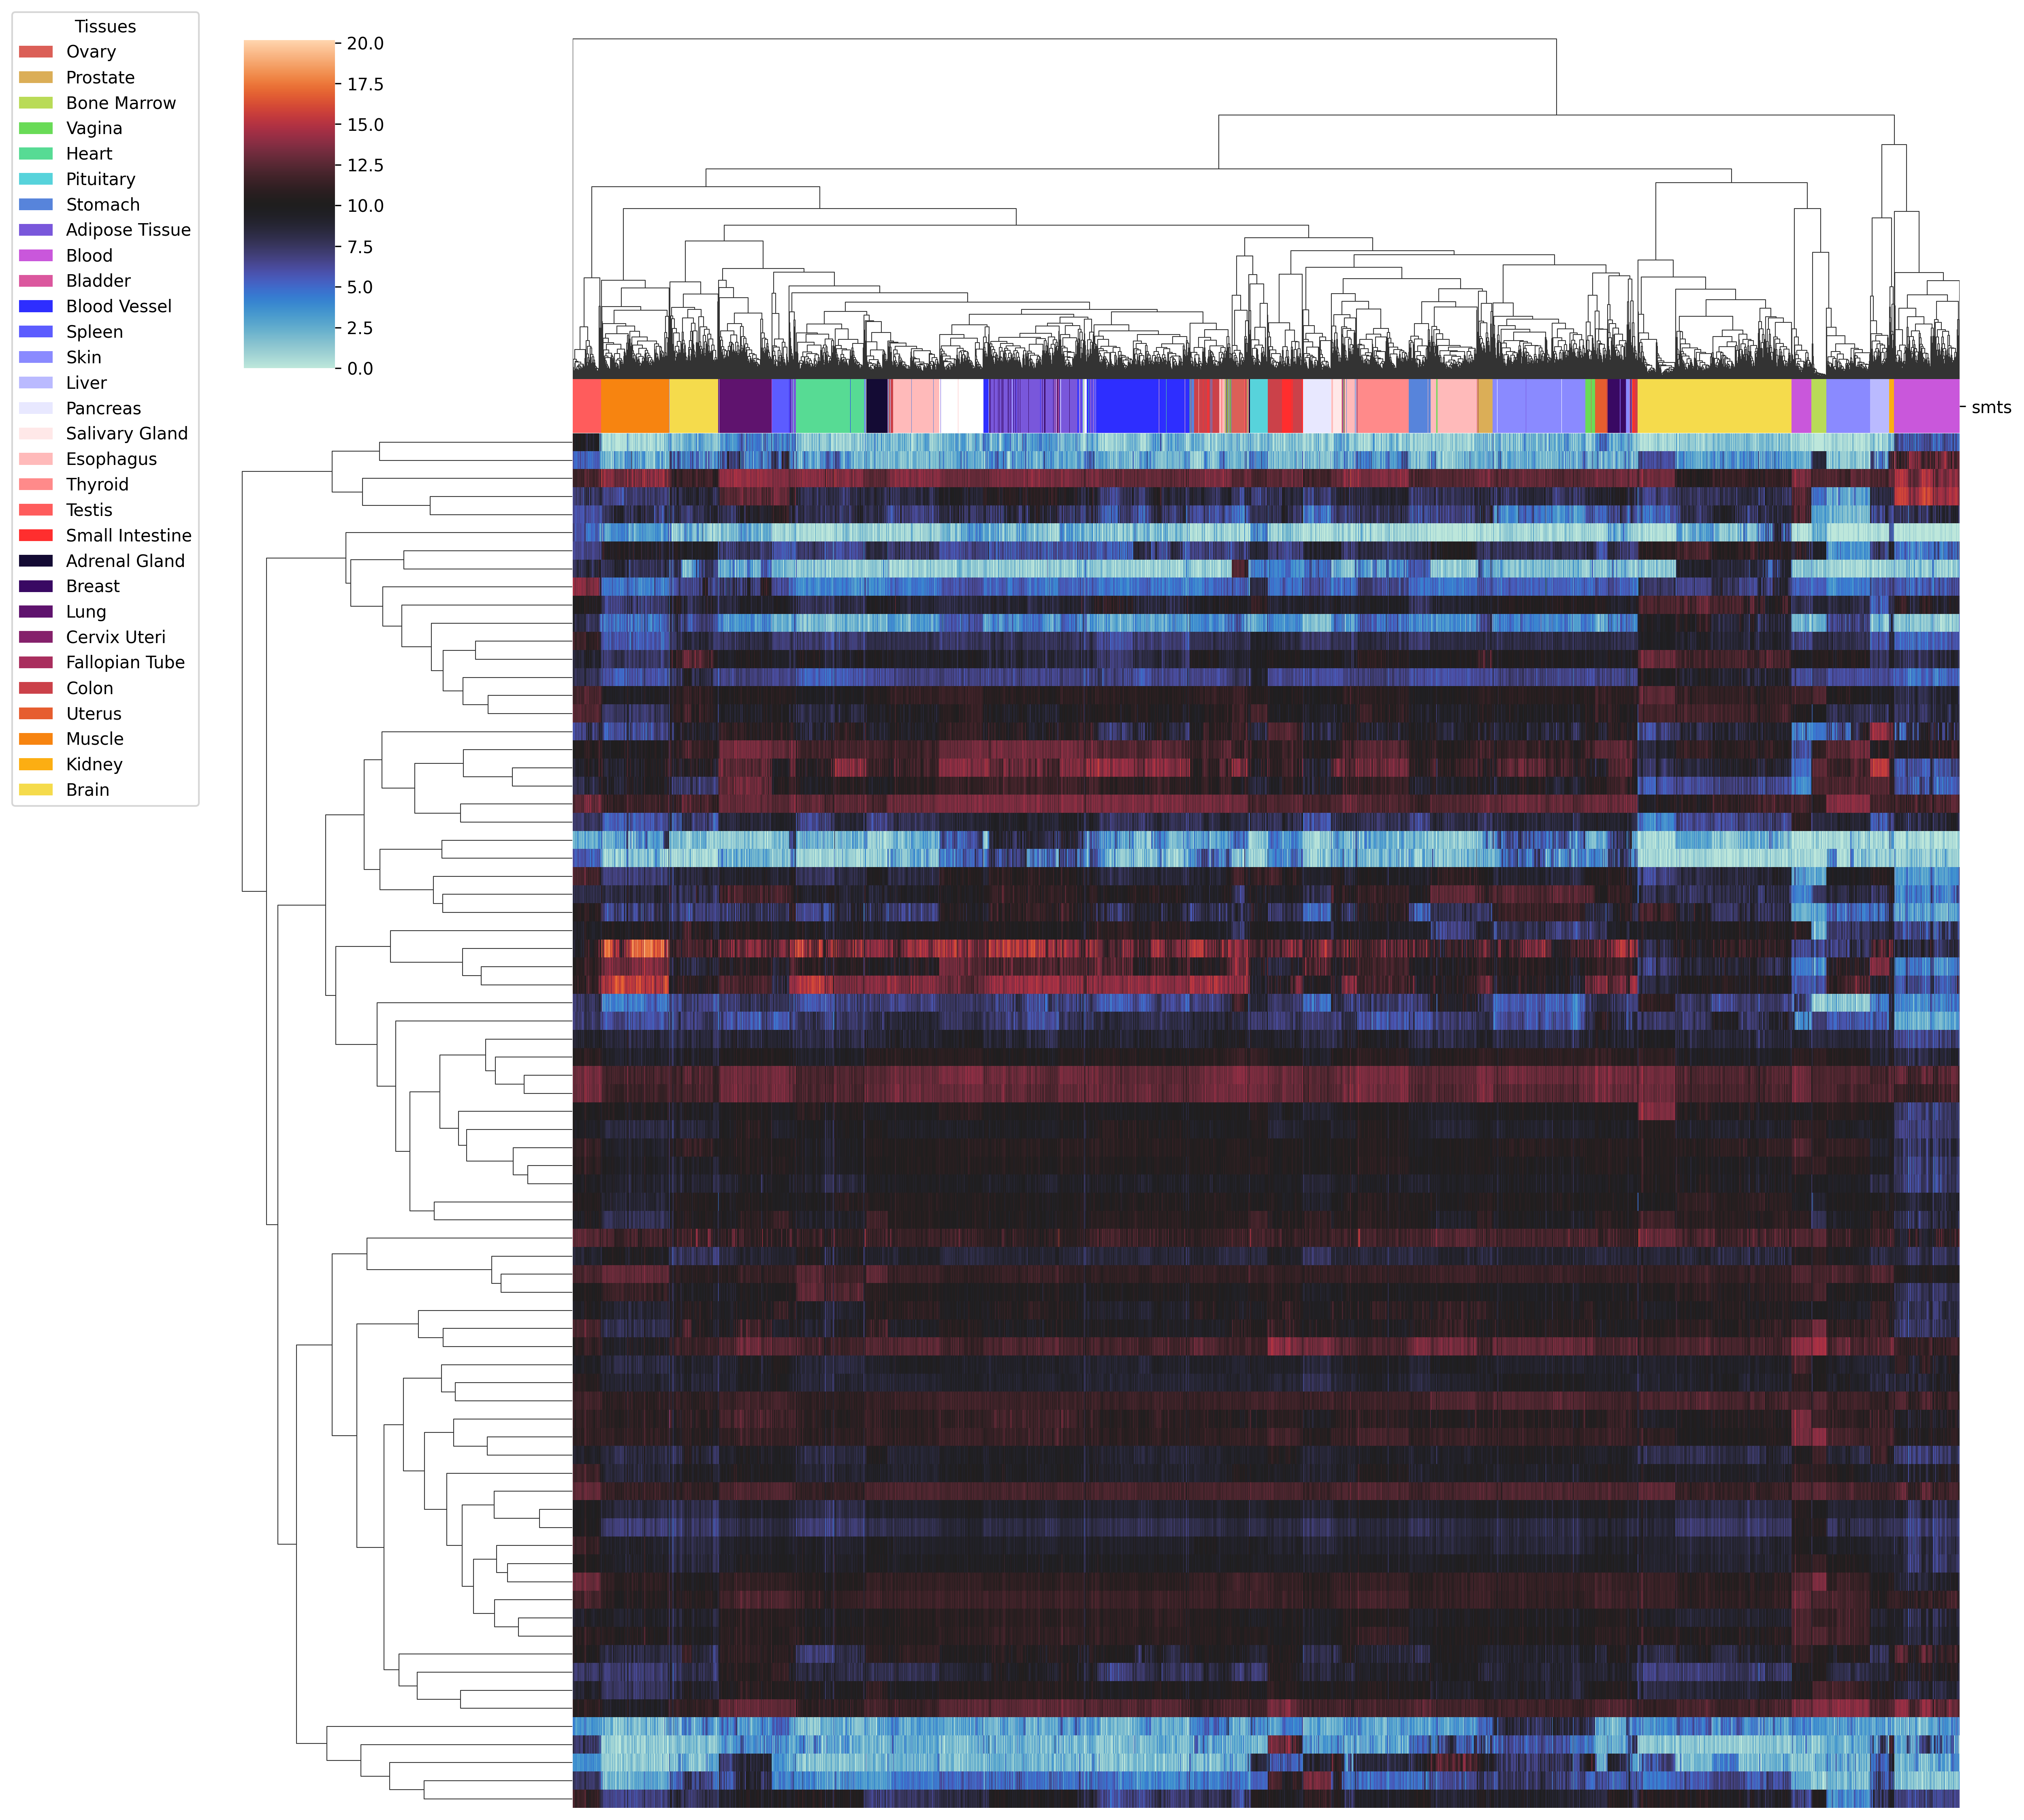 Tissues
Ovary
Prostate
Bone Marrow
Vagina
Heart
Pituitary
Stomach
Adipose Tissue
Blood
Bladder
Blood Vessel
Spleen
Skin
Liver
Pancreas
Salivary Gland
Esophagus
Thyroid
Testis
Small Intestine
Adrenal Gland
Breast
Lung
Cervix Uteri
Fallopian Tube
Colon
Uterus
Muscle
Kidney
Brain
20.0
17.5
15.0
12.5
10.0
7.5
5.0
2.5
0.0
smts